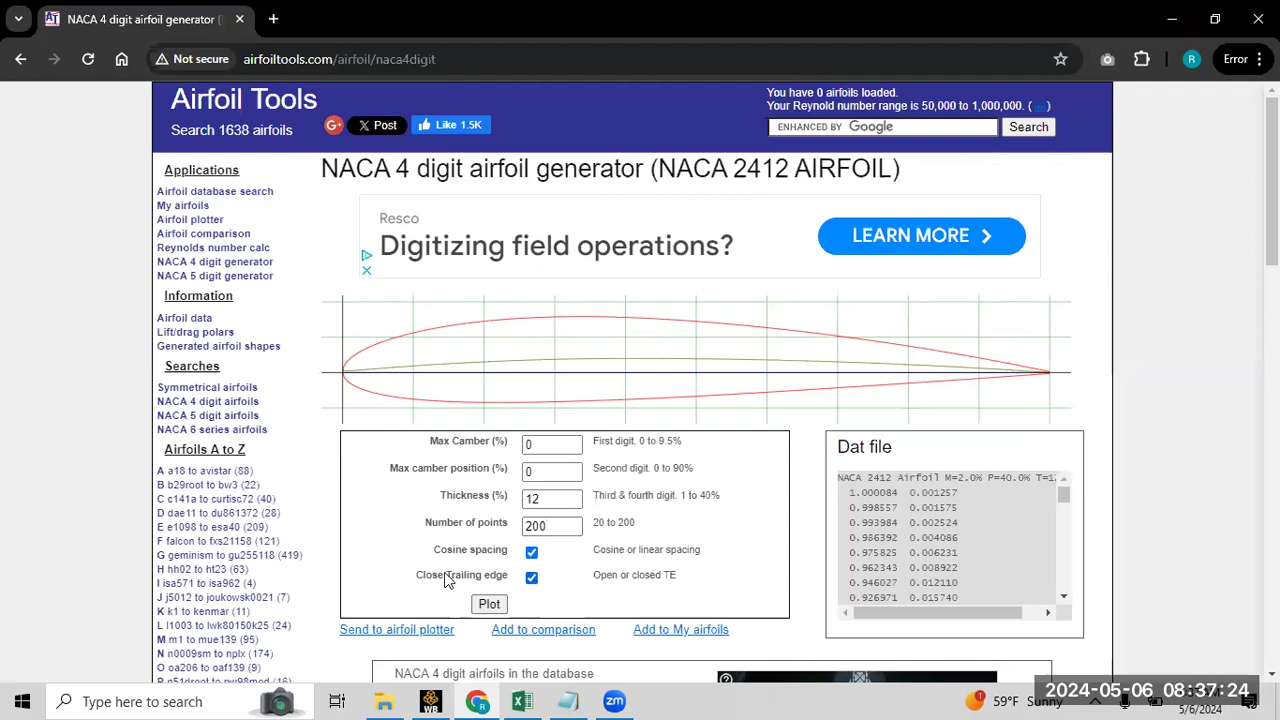 NACA 4 digit airfoil generator (
Not secure airfoiltools.com/airfoil/naca4digit
R
Error
Airfoil Tools
Search 1638 airfoils
Post
Like 1.5K
You have 0 airfoils loaded.
Your Reynold number range is 50,000 to 1,000,000. ( )
ENHANCED BY Google
Search
Applications
Airfoil database search
My airfoils
Airfoil plotter
Airfoil comparison
Reynolds number calc
NACA 4 digit generator
NACA 5 digit generator
Information
Airfoil data
Lift/drag polars
Generated airfoil shapes
Searches
Symmetrical airfoils
NACA 4 digit airfoils
NACA 5 digit airfoils
NACA 6 series airfoils
Airfoils A to Z
A a18 to avistar (88)
B b29root to bw3 (22)
C c141a to curtisc72 (40)
D dae11 to du861372 (28)
E e1098 to esa40 (209)
F falcon to fxs21158 (121)
G geminism to gu255118 (419)
H hh02 to ht23 (63)
I isa571 to isa962 (4)
J j5012 to joukowsk0021 (7)
K k1 to kenmar (11)
L l1003 to lwk80150k25 (24)
M m1 to mue139 (95)
N n0009sm to nplx (174)
O oa206 to oaf139 (9)
P p51droot to pw98mod (16)
NACA 4 digit airfoil generator (NACA 2412 AIRFOIL)
Resco
Digitizing field operations?
LEARN MORE
Max Camber (%) 0 First digit. 0 to 9.5%
Max camber position (%) 0 Second digit. 0 to 90%
Thickness (%) 12 Third & fourth digit. 1 to 40%
Number of points 200 20 to 200
Cosine spacing Cosine or linear spacing
Close Trailing edge Open or closed TE
Plot
Dat file
NACA 2412 Airfoil M=2.0% P=40.0% T=1
1.000084 0.001257
0.998557 0.001575
0.993984 0.002524
0.986392 0.004086
0.975825 0.006231
0.962343 0.008922
0.946027 0.012110
0.926971 0.015740
Send to airfoil plotter
Add to comparison
Add to My airfoils
NACA 4 digit airfoils in the database
Type here to search
WR
zm
1
59°F Sunny
2024-05-06 08:37:24
5/6/2024